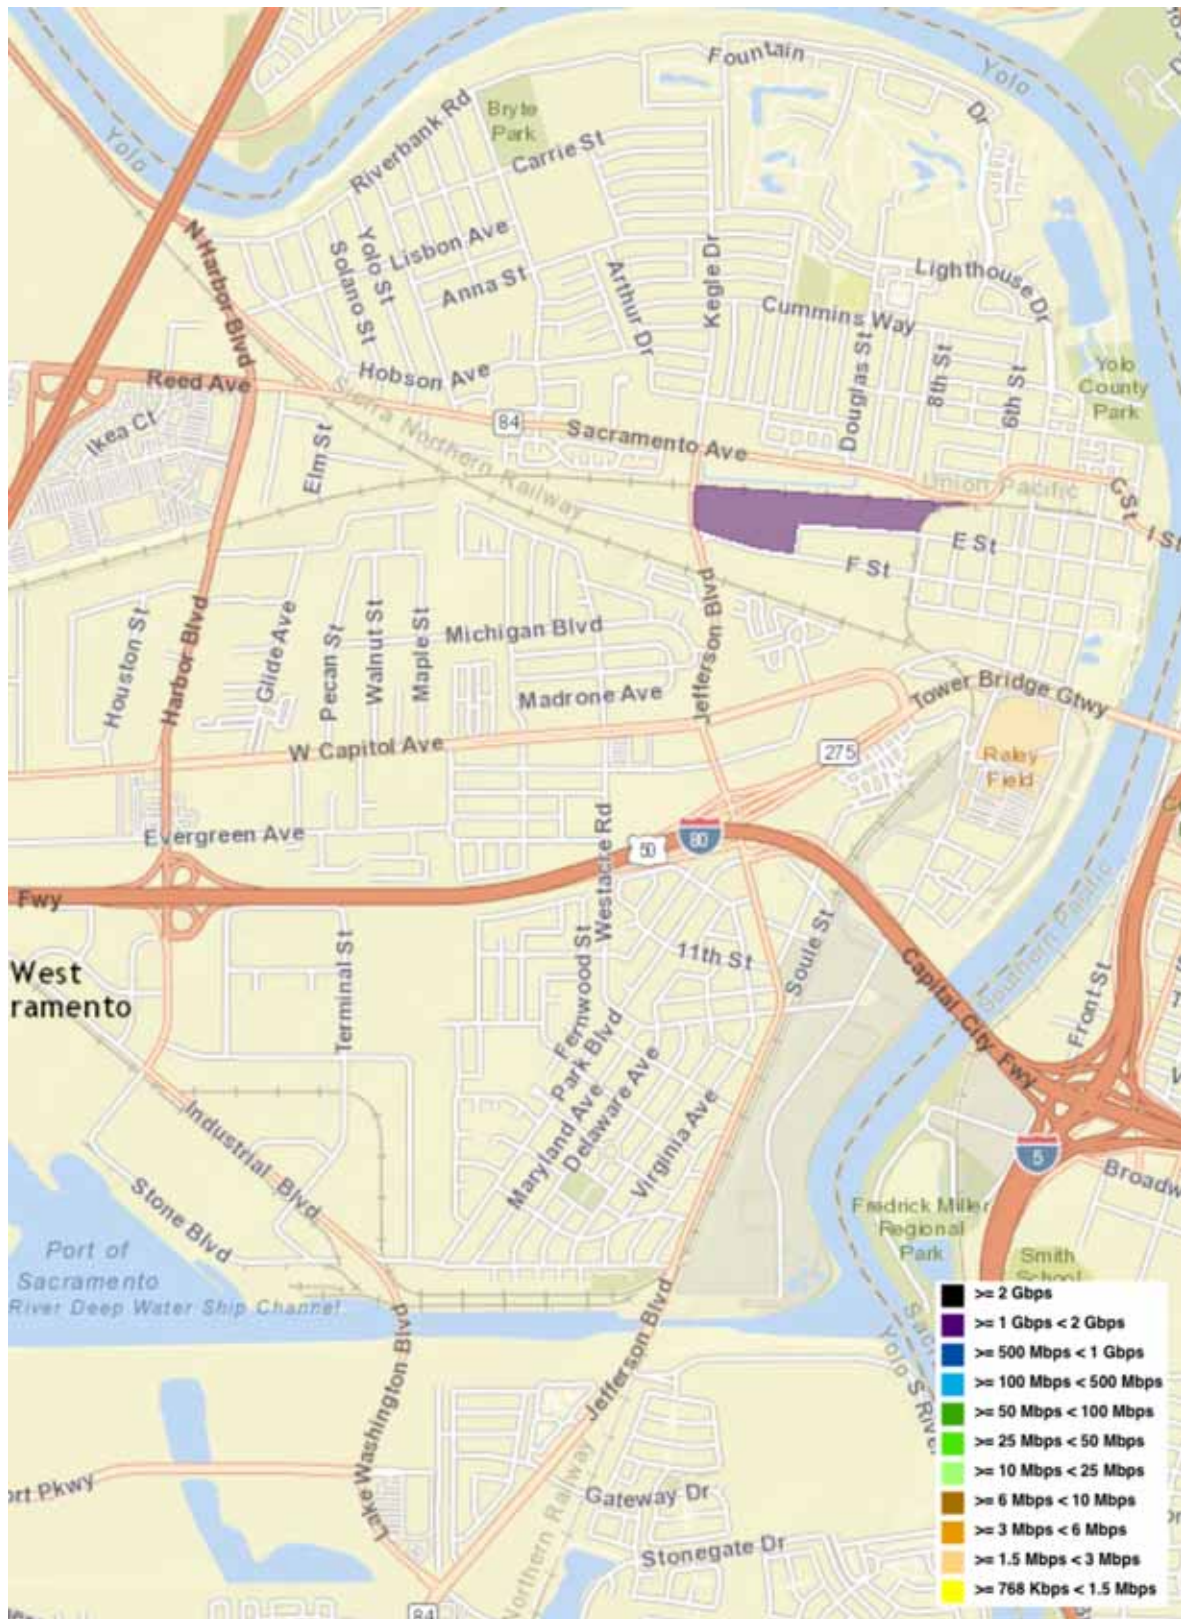 Fountain
Yolo
Dr
Bryte
Park
Riverbank Rd
Carrie St
Yolo
N Harbor Blvd
Yolo St
Solano St
Lisbon Ave
Anna St
Arthur Dr
Kegle Dr
Lighthouse Dr
Cummins Way
Douglas St
8th St
6th St
Yolo
County
Park
Reed Ave
Hobson Ave
Ikea Ct
Elm St
Sierra Northern Railway
84
Sacramento Ave
Union Pacific
C St
I St
E St
F St
Jefferson Blvd
Houston St
Harbor Blvd
Glide Ave
Pecan St
Walnut St
Maple St
Michigan Blvd
Madrone Ave
Tower Bridge Gtwy
W Capitol Ave
275
Raley
Field
Evergreen Ave
Westacre Rd
50
80
Fwy
West
ramento
Terminal St
Fernwood St
11th St
Soule St
Capital City Fwy
Southern Pacific
Front St
Park Blvd
Maryland Ave
Delaware Ave
Virginia Ave
Industrial Blvd
Stone Blvd
5
Broadw
Fredrick Miller
Regional
Park
Smith
School
Port of
Sacramento
River Deep Water Ship Channel
Lake Washington Blvd
Jefferson Blvd
Yolo S River
ort Pkwy
Northern Railway
Gateway Dr
Stonegate Dr
84
>= 2 Gbps
>= 1 Gbps < 2 Gbps
>= 500 Mbps < 1 Gbps
>= 100 Mbps < 500 Mbps
>= 50 Mbps < 100 Mbps
>= 25 Mbps < 50 Mbps
>= 10 Mbps < 25 Mbps
>= 6 Mbps < 10 Mbps
>= 3 Mbps < 6 Mbps
>= 1.5 Mbps < 3 Mbps
>= 768 Kbps < 1.5 Mbps